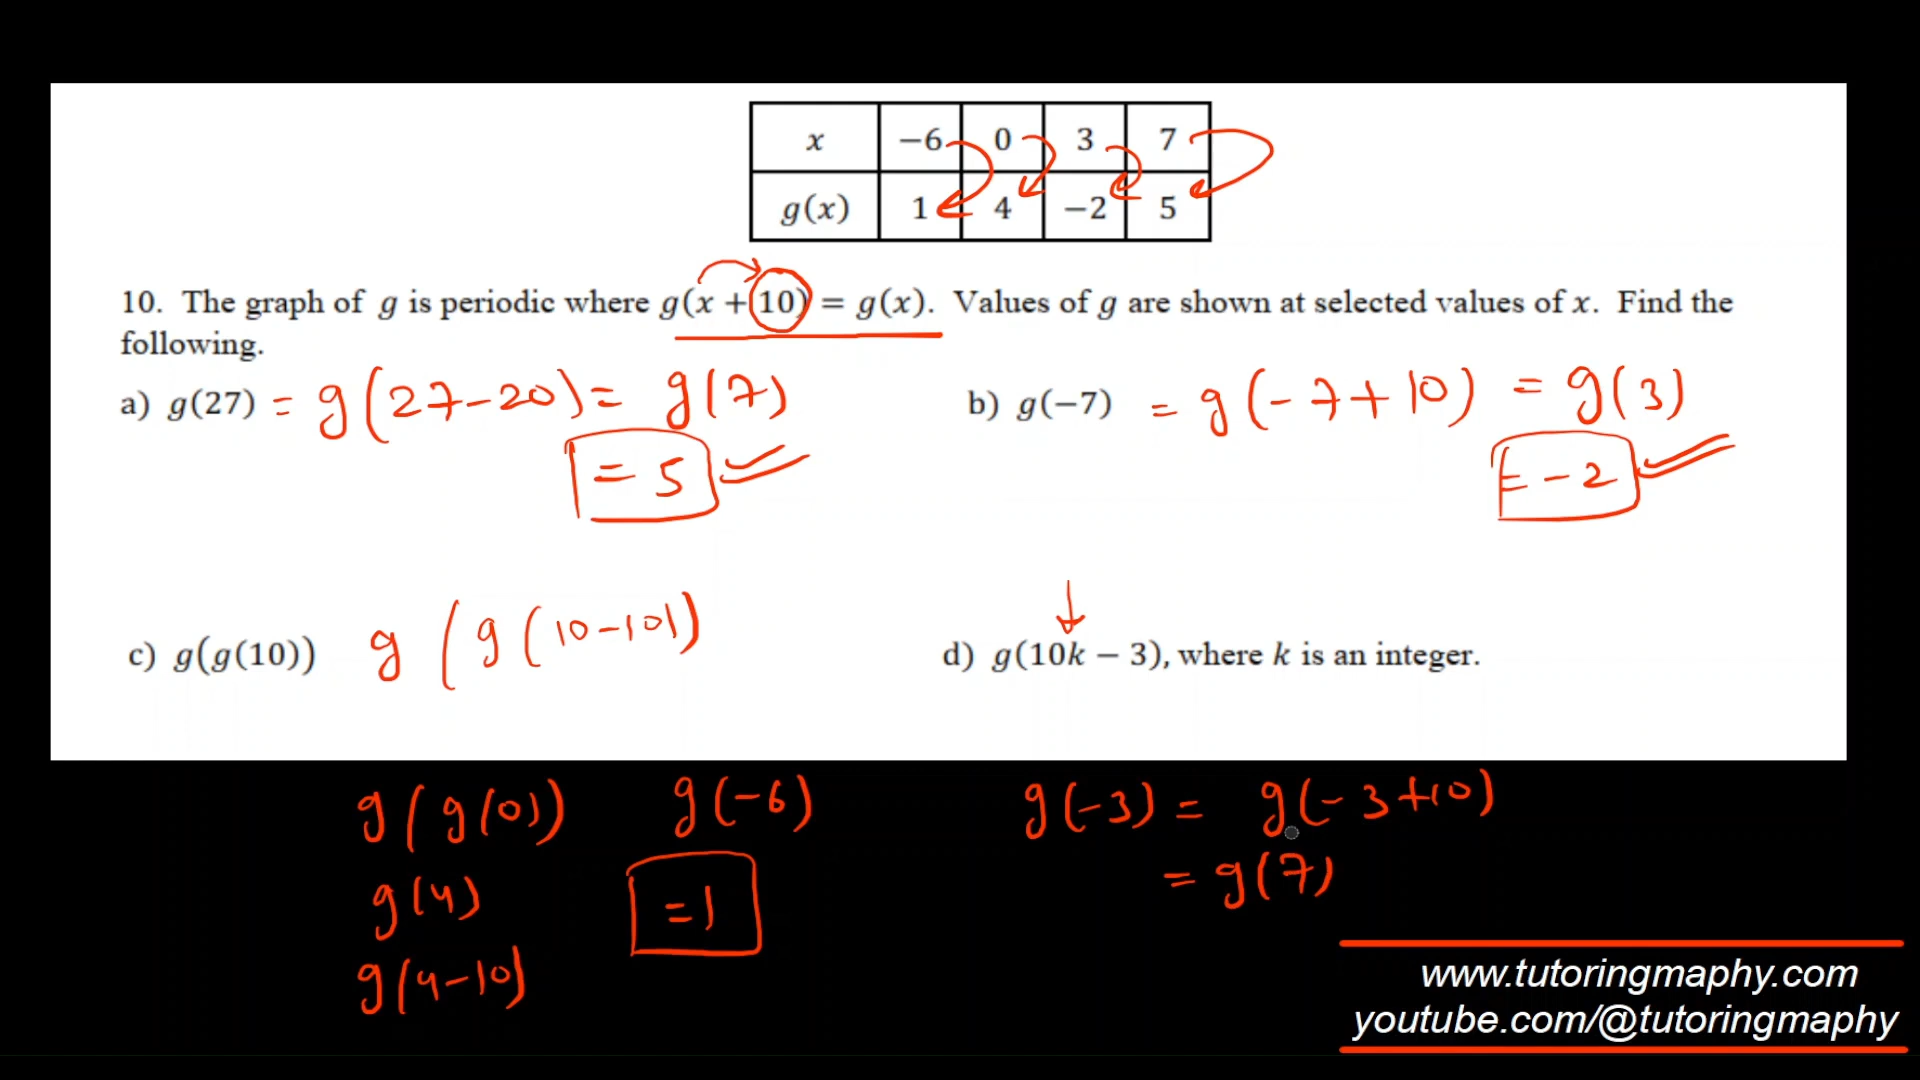 x −6 0 3 7
g(x) 1 4 −2 5
10. The graph of g is periodic where g(x + 10) = g(x). Values of g are shown at selected values of x. Find the
following.
a) g(27) = g(27-20) = g(7)
= 5
b) g(−7) = g(-7+10) = g(3)
= -2
c) g(g(10)) g(g(10-10))
d) g(10k − 3), where k is an integer.
g(g(0))
g(4)
g(4-10)
g(-6)
=1
g(-3) = g(-3+10)
= g(7)
www.tutoringmaphy.com
youtube.com/@tutoringmaphy